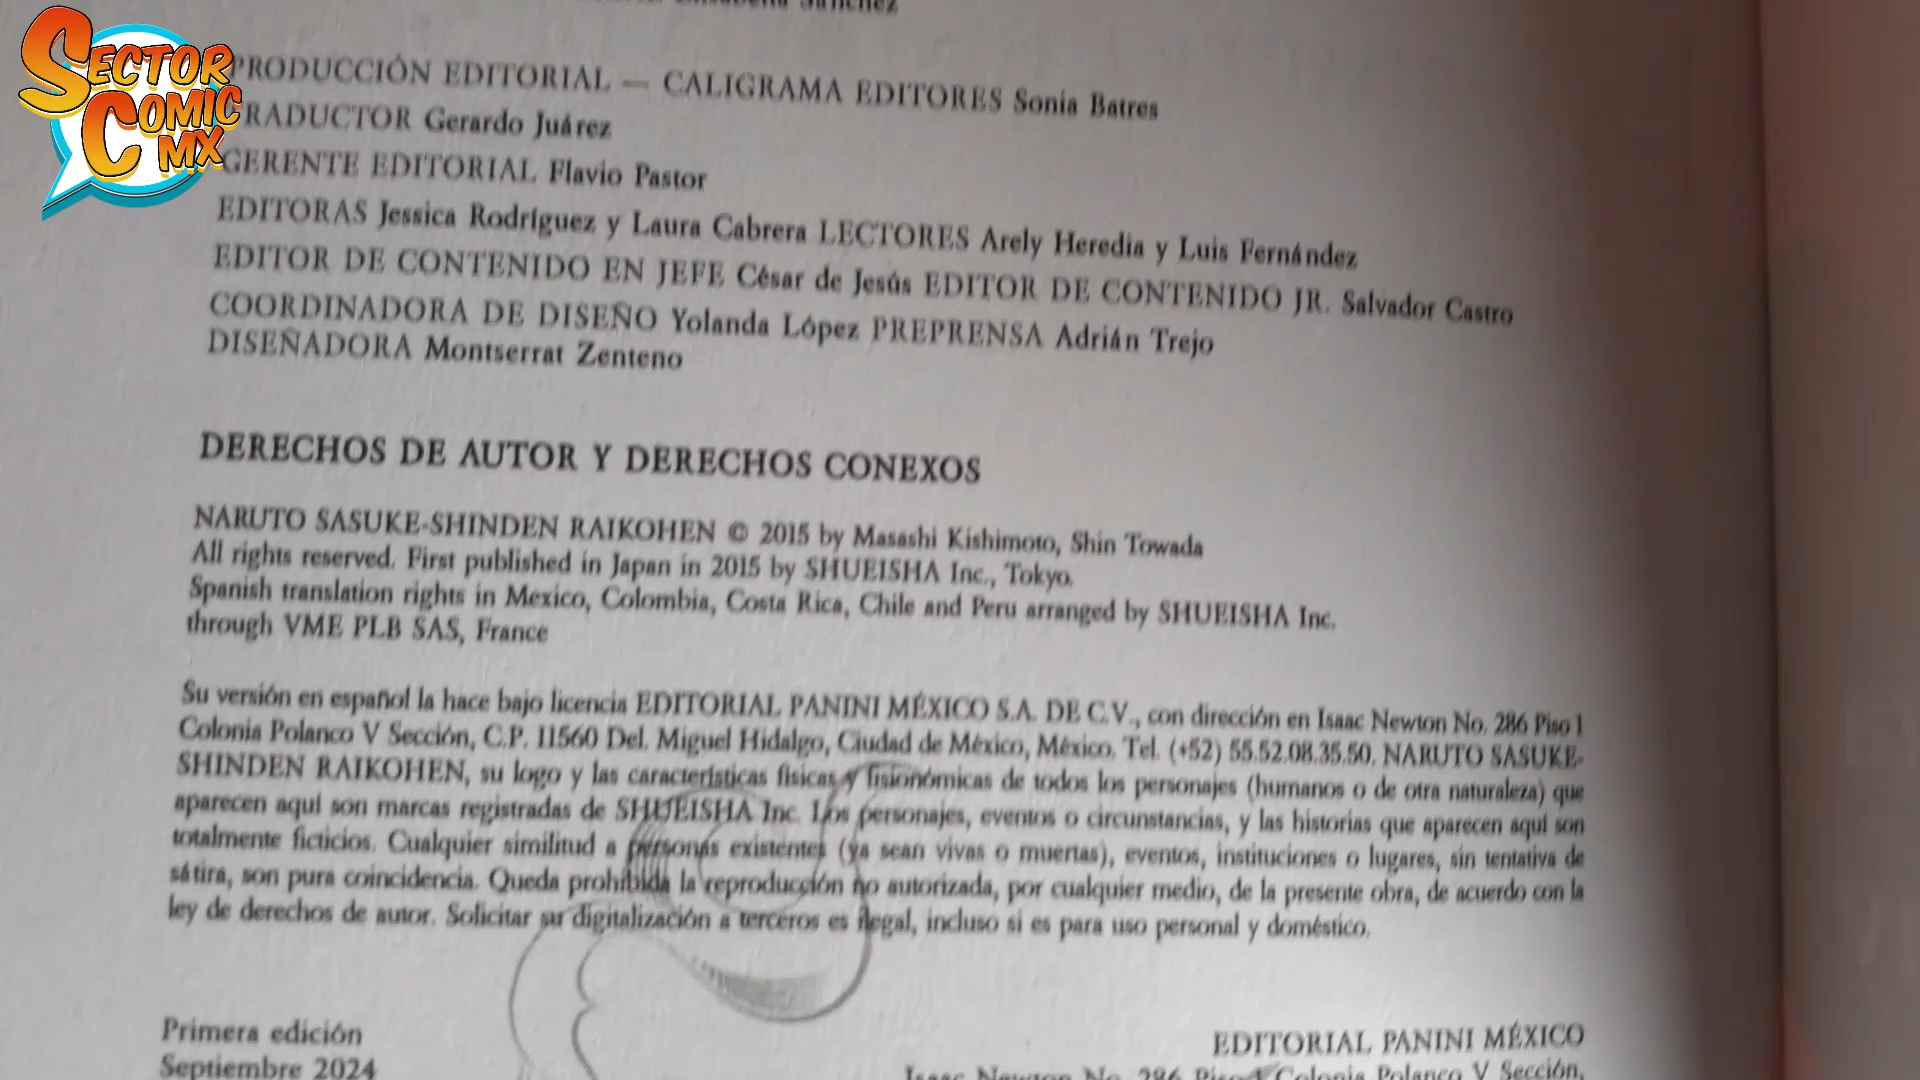 SECTOR
COMIC
MX
Sánchez
PRODUCCIÓN EDITORIAL — CALIGRAMA EDITORES Sonia Batres
TRADUCTOR Gerardo Juárez
GERENTE EDITORIAL Flavio Pastor
EDITORAS Jessica Rodríguez y Laura Cabrera LECTORES Arely Heredia y Luis Fernández
EDITOR DE CONTENIDO EN JEFE César de Jesús EDITOR DE CONTENIDO JR. Salvador Castro
COORDINADORA DE DISEÑO Yolanda López PREPRENSA Adrián Trejo
DISEÑADORA Montserrat Zenteno
DERECHOS DE AUTOR Y DERECHOS CONEXOS
NARUTO SASUKE-SHINDEN RAIKOHEN © 2015 by Masashi Kishimoto, Shin Towada
All rights reserved. First published in Japan in 2015 by SHUEISHA Inc., Tokyo.
Spanish translation rights in Mexico, Colombia, Costa Rica, Chile and Peru arranged by SHUEISHA Inc.
through VME PLB SAS, France
Su versión en español la hace bajo licencia EDITORIAL PANINI MÉXICO S.A. DE C.V., con dirección en Isaac Newton No. 286 Piso 1
Colonia Polanco V Sección, C.P. 11560 Del. Miguel Hidalgo, Ciudad de México, México. Tel. (+52) 55.52.08.35.50. NARUTO SASUKE-
SHINDEN RAIKOHEN, su logo y las características físicas y fisionómicas de todos los personajes (humanos o de otra naturaleza) que
aparecen aquí son marcas registradas de SHUEISHA Inc. Los personajes, eventos o circunstancias, y las historias que aparecen aquí son
totalmente ficticios. Cualquier similitud a personas existentes (ya sean vivas o muertas), eventos, instituciones o lugares, sin tentativa de
sátira, son pura coincidencia. Queda prohibida la reproducción no autorizada, por cualquier medio, de la presente obra, de acuerdo con la
ley de derechos de autor. Solicitar su digitalización a terceros es ilegal, incluso si es para uso personal y doméstico.
Primera edición
Septiembre 2024
EDITORIAL PANINI MÉXICO
Isaac Newton No. 286 Piso 1 Colonia Polanco V Sección,